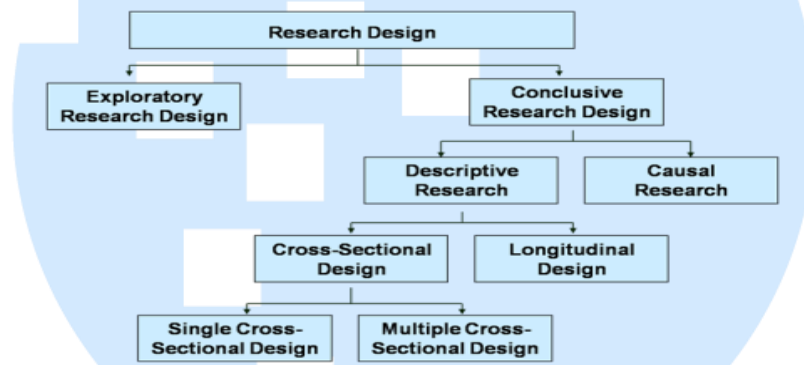 Research Design
Exploratory
Research Design
Conclusive
Research Design
Descriptive
Research
Causal
Research
Cross-Sectional
Design
Longitudinal
Design
Single Cross-
Sectional Design
Multiple Cross-
Sectional Design